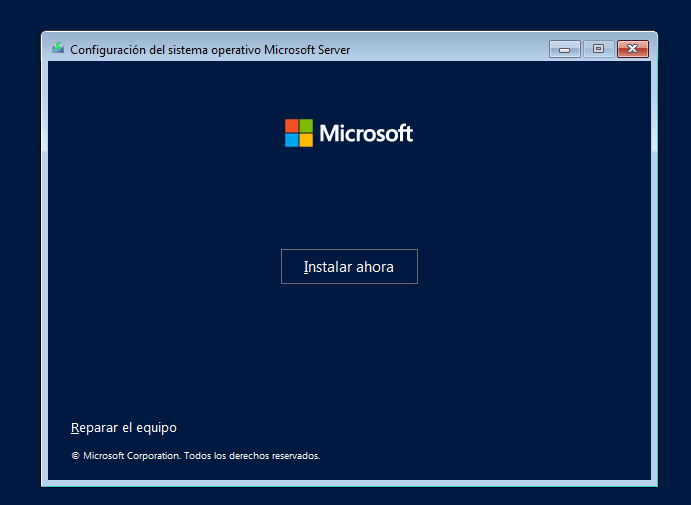 Configuración del sistema operativo Microsoft Server
Microsoft
Instalar ahora
Reparar el equipo
© Microsoft Corporation. Todos los derechos reservados.